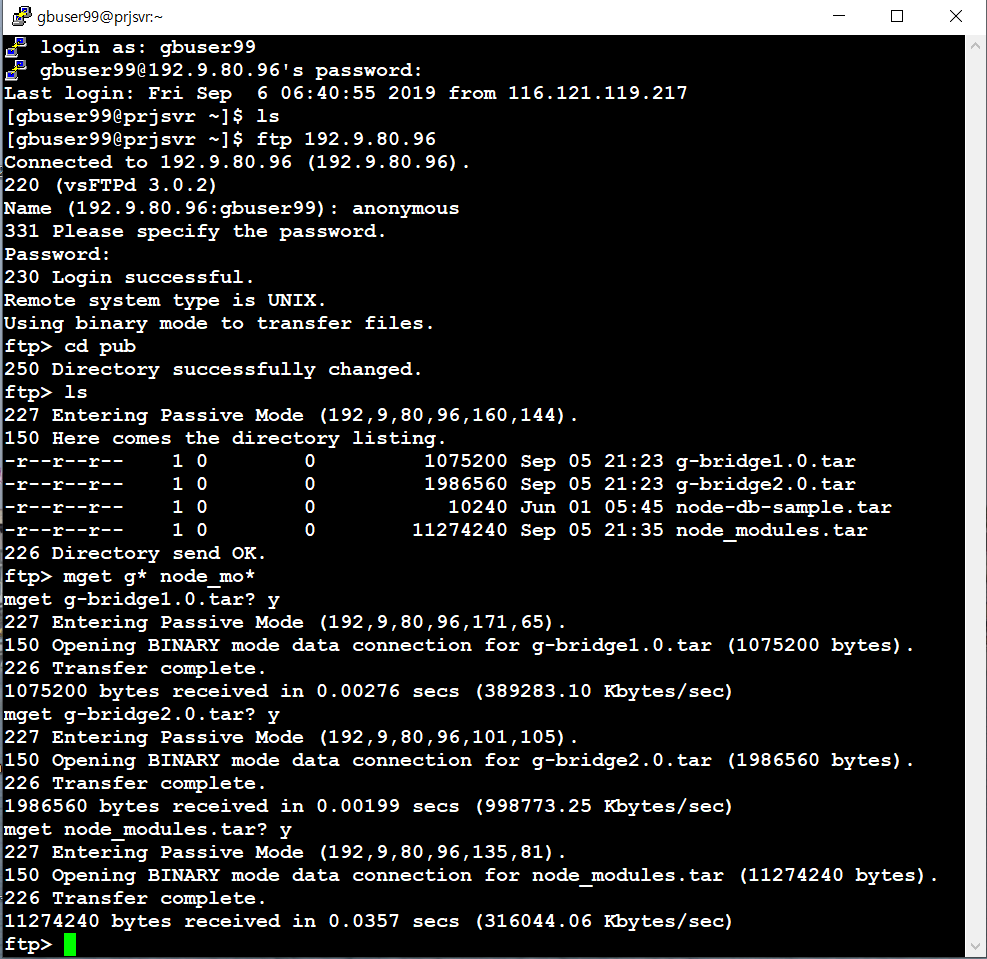 gbuser99@prjsvr:~
login as: gbuser99
gbuser99@192.9.80.96's password:
Last login: Fri Sep  6 06:40:55 2019 from 116.121.119.217
[gbuser99@prjsvr ~]$ ls
[gbuser99@prjsvr ~]$ ftp 192.9.80.96
Connected to 192.9.80.96 (192.9.80.96).
220 (vsFTPd 3.0.2)
Name (192.9.80.96:gbuser99): anonymous
331 Please specify the password.
Password:
230 Login successful.
Remote system type is UNIX.
Using binary mode to transfer files.
ftp> cd pub
250 Directory successfully changed.
ftp> ls
227 Entering Passive Mode (192,9,80,96,160,144).
150 Here comes the directory listing.
-r--r--r--    1 0        0         1075200 Sep 05 21:23 g-bridge1.0.tar
-r--r--r--    1 0        0         1986560 Sep 05 21:23 g-bridge2.0.tar
-r--r--r--    1 0        0           10240 Jun 01 05:45 node-db-sample.tar
-r--r--r--    1 0        0        11274240 Sep 05 21:35 node_modules.tar
226 Directory send OK.
ftp> mget g* node_mo*
mget g-bridge1.0.tar? y
227 Entering Passive Mode (192,9,80,96,171,65).
150 Opening BINARY mode data connection for g-bridge1.0.tar (1075200 bytes).
226 Transfer complete.
1075200 bytes received in 0.00276 secs (389283.10 Kbytes/sec)
mget g-bridge2.0.tar? y
227 Entering Passive Mode (192,9,80,96,101,105).
150 Opening BINARY mode data connection for g-bridge2.0.tar (1986560 bytes).
226 Transfer complete.
1986560 bytes received in 0.00199 secs (998773.25 Kbytes/sec)
mget node_modules.tar? y
227 Entering Passive Mode (192,9,80,96,135,81).
150 Opening BINARY mode data connection for node_modules.tar (11274240 bytes).
226 Transfer complete.
11274240 bytes received in 0.0357 secs (316044.06 Kbytes/sec)
ftp>